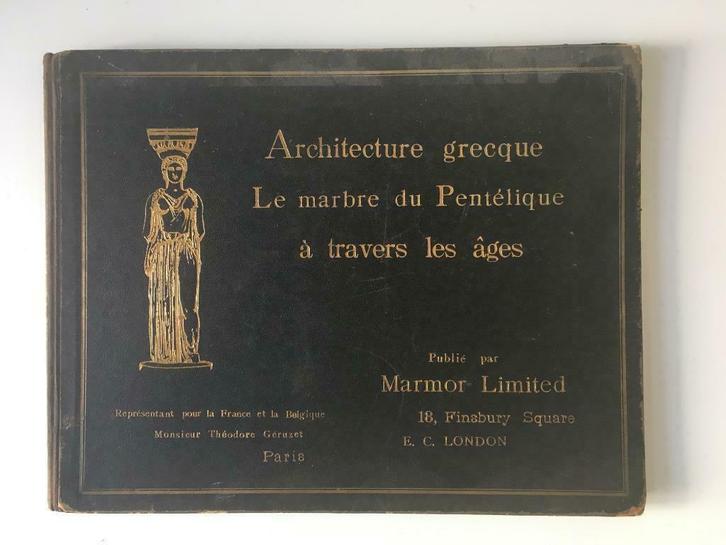 Architecture grecque
Le marbre du Pentélique
à travers les âges
Publié par
Marmor Limited
18, Finsbury Square
E. C. LONDON
Représentant pour la France et la Belgique
Monsieur Théodore Géruzet
Paris